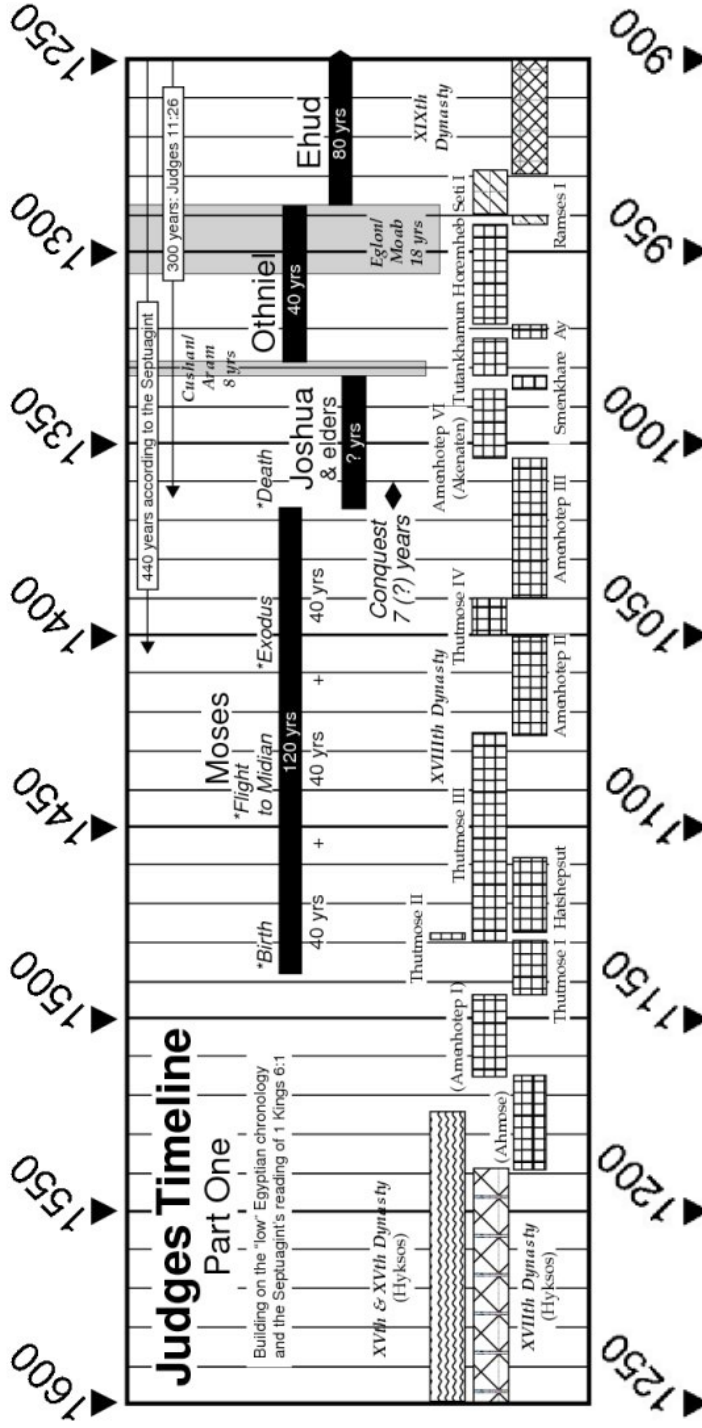 1600
1550
1500
1450
1400
1350
1300
1250
Judges Timeline
Part One
Building on the "low" Egyptian chronology
and the Septuagint's reading of 1 Kings 6:1
440 years according to the Septuagint
300 years: Judges 11:26
Moses
*Birth
*Flight
to Midian
*Exodus
*Death
120 yrs
40 yrs
+
40 yrs
+
40 yrs
Joshua
& elders
? yrs
Conquest
7 (?) years
Cushan/
Aram
8 yrs
Othniel
40 yrs
Eglon/
Moab
18 yrs
Ehud
80 yrs
XVth & XVth Dynasty
(Hyksos)
XVIIth Dynasty
(Hyksos)
(Ahmose)
(Amenhotep I)
Thutmose I
Thutmose II
Hatshepsut
Thutmose III
XVIIIth Dynasty
Amenhotep II
Thutmose IV
Amenhotep III
Amenhotep VI
(Akenaten)
Smenkhare
Tutankhamun
Ay
Horemheb
Ramses I
Seti I
XIXth
Dynasty
1250
1200
1150
1100
1050
1000
950
900